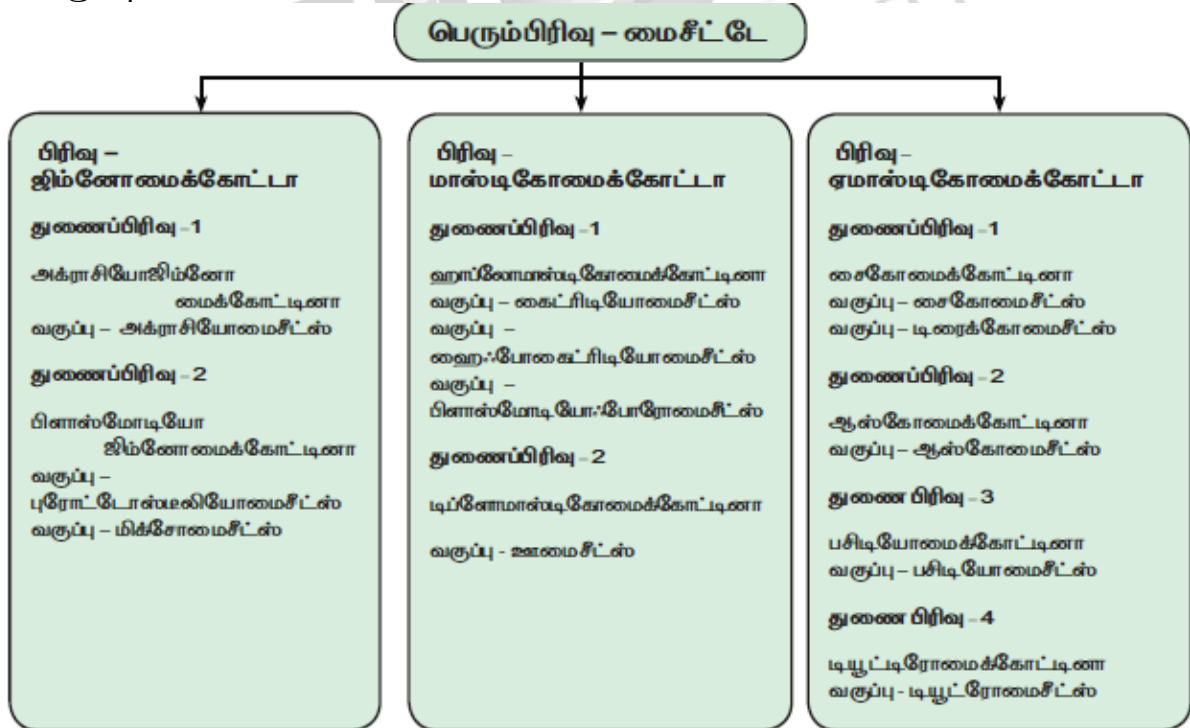 பெரும்பிரிவு – மைசீட்டே
பிரிவு –
ஜிம்னோமைக்கோட்டா
துணைப்பிரிவு -1
அக்ராசியோஜிம்னோ
மைக்கோட்டினா
வகுப்பு – அக்ராசியோமைசீட்ஸ்
துணைப்பிரிவு - 2
பிளாஸ்மோடியோ
ஜிம்னோமைக்கோட்டினா
வகுப்பு –
புரோட்டோஸ்டீலியோமைசீட்ஸ்
வகுப்பு – மிக்சோமைசீட்ஸ்
பிரிவு –
மாஸ்டிகோமைக்கோட்டா
துணைப்பிரிவு -1
ஹாப்லோமாஸ்டிகோமைக்கோட்டினா
வகுப்பு – கைட்ரிடியோமைசீட்ஸ்
வகுப்பு –
ஹைஃபோகைட்ரிடியோமைசீட்ஸ்
வகுப்பு –
பிளாஸ்மோடியோஃபோரோமைசீட்ஸ்
துணைப்பிரிவு - 2
டிப்ளோமாஸ்டிகோமைக்கோட்டினா
வகுப்பு - ஊமைசீட்ஸ்
பிரிவு –
ஏமாஸ்டிகோமைக்கோட்டா
துணைப்பிரிவு -1
சைகோமைக்கோட்டினா
வகுப்பு – சைகோமைசீட்ஸ்
வகுப்பு – டிரைக்கோமைசீட்ஸ்
துணைப்பிரிவு - 2
ஆஸ்கோமைக்கோட்டினா
வகுப்பு – ஆஸ்கோமைசீட்ஸ்
துணை பிரிவு - 3
பசிடியோமைக்கோட்டினா
வகுப்பு – பசிடியோமைசீட்ஸ்
துணை பிரிவு - 4
டியூட்டிரோமைக்கோட்டினா
வகுப்பு - டியூட்ரோமைசீட்ஸ்